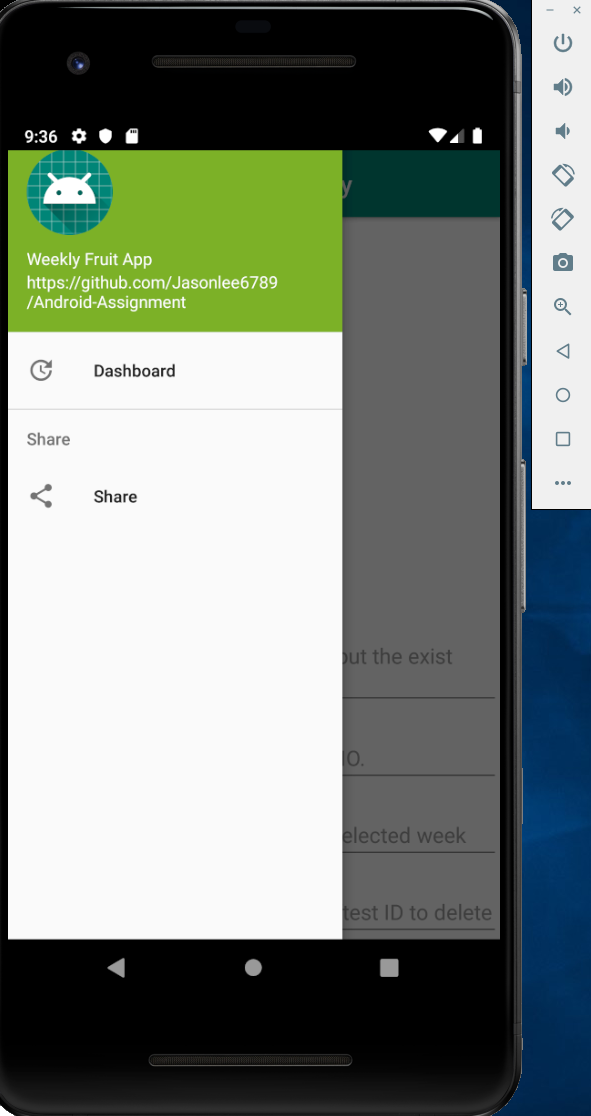 9:36
y
Weekly Fruit App
https://github.com/Jasonlee6789
/Android-Assignment
Dashboard
Share
Share
out the exist
IO.
elected week
test ID to delete